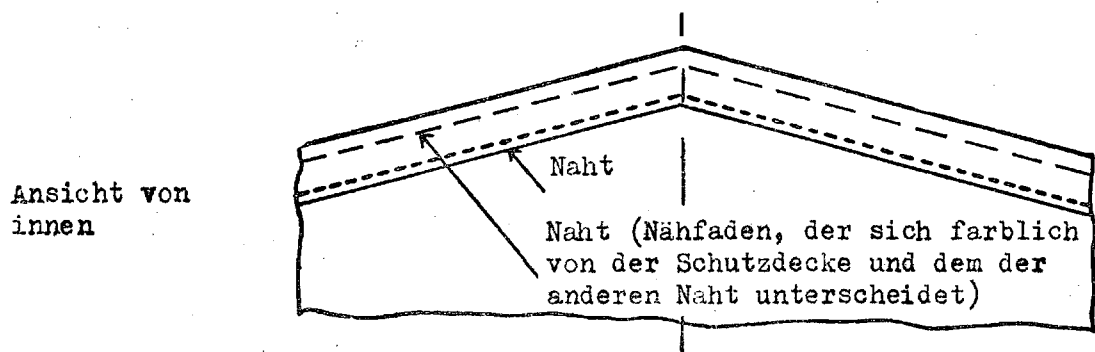 Ansicht von
innen
Naht
Naht (Nähfaden, der sich farblich
von der Schutzdecke und dem der
anderen Naht unterscheidet)